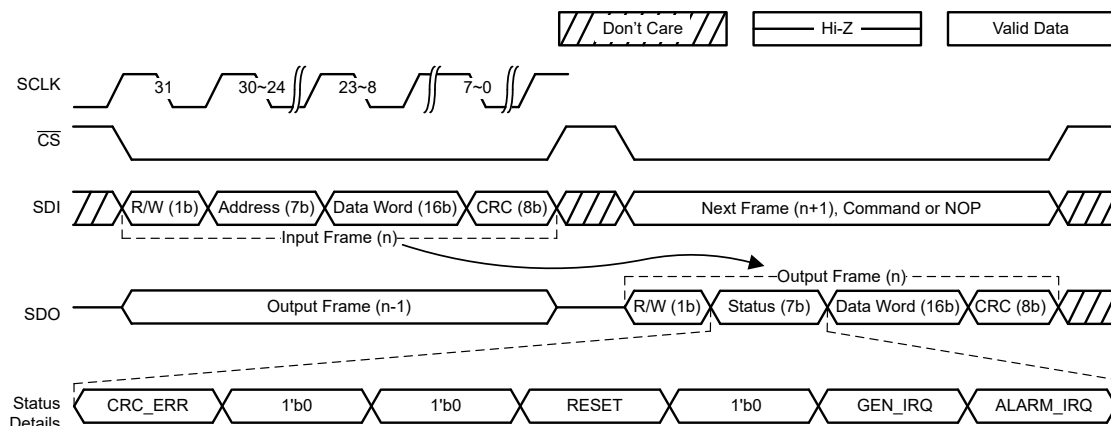 Don't Care Hi-Z Valid Data
SCLK 31 30~24 23~8 7~0
CS
SDI R/W (1b) Address (7b) Data Word (16b) CRC (8b) Next Frame (n+1), Command or NOP
Input Frame (n)
Output Frame (n)
SDO Output Frame (n-1) R/W (1b) Status (7b) Data Word (16b) CRC (8b)
Status Details CRC_ERR 1'b0 1'b0 RESET 1'b0 GEN_IRQ ALARM_IRQ